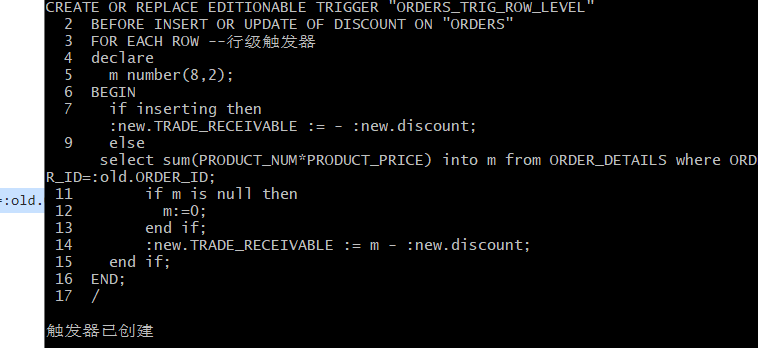 CREATE OR REPLACE EDITIONABLE TRIGGER "ORDERS_TRIG_ROW_LEVEL"
2 BEFORE INSERT OR UPDATE OF DISCOUNT ON "ORDERS"
3 FOR EACH ROW --行级触发器
4 declare
5 m number(8,2);
6 BEGIN
7 if inserting then
:new.TRADE_RECEIVABLE := - :new.discount;
9 else
select sum(PRODUCT_NUM*PRODUCT_PRICE) into m from ORDER_DETAILS where ORDE
R_ID=:old.ORDER_ID;
=:old.
11 if m is null then
12 m:=0;
13 end if;
14 :new.TRADE_RECEIVABLE := m - :new.discount;
15 end if;
16 END;
17 /
触发器已创建